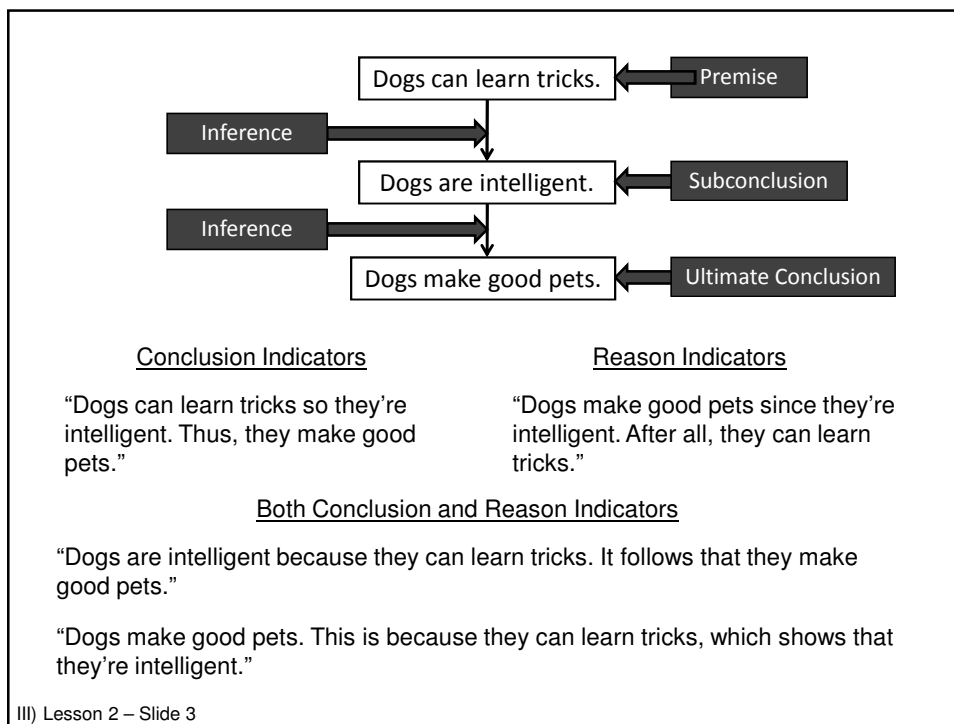 Dogs can learn tricks.
Premise
Inference
Dogs are intelligent.
Subconclusion
Inference
Dogs make good pets.
Ultimate Conclusion
Conclusion Indicators
“Dogs can learn tricks so they’re
intelligent. Thus, they make good
pets.”
Reason Indicators
“Dogs make good pets since they’re
intelligent. After all, they can learn
tricks.”
Both Conclusion and Reason Indicators
“Dogs are intelligent because they can learn tricks. It follows that they make
good pets.”
“Dogs make good pets. This is because they can learn tricks, which shows that
they’re intelligent.”
III) Lesson 2 – Slide 3